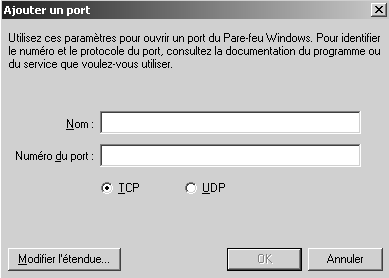 Ajouter un port
Utilisez ces paramètres pour ouvrir un port du Pare-feu Windows. Pour identifier
le numéro et le protocole du port, consultez la documentation du programme ou
du service que voulez-vous utiliser.
Nom :
Numéro du port :
TCP UDP
Modifier l'étendue... OK Annuler